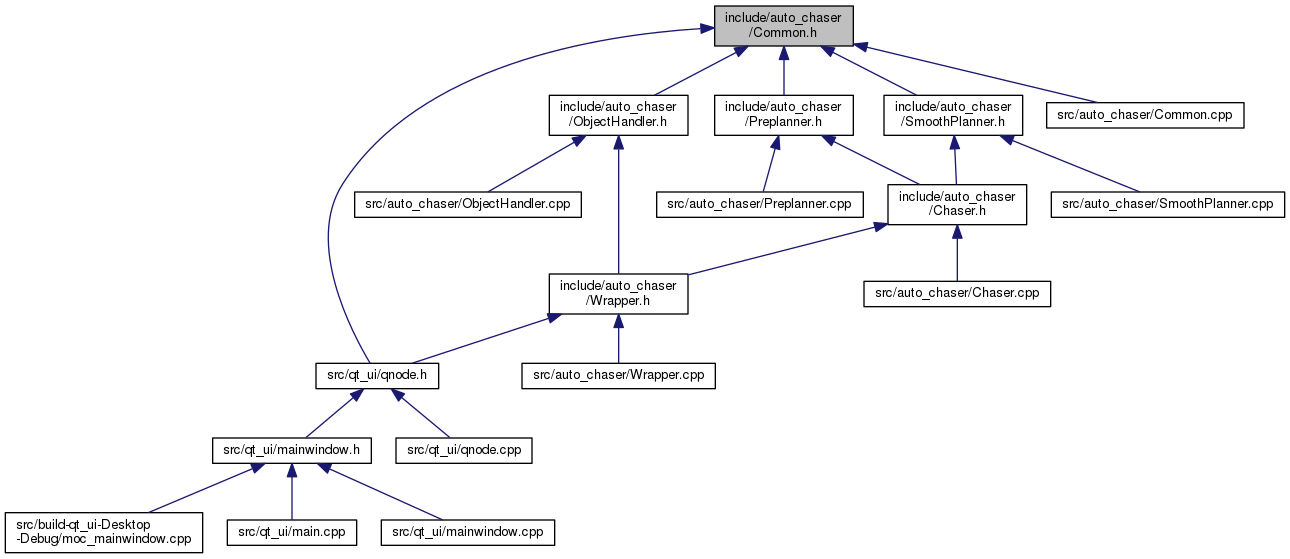 include/auto_chaser
/Common.h
include/auto_chaser
/ObjectHandler.h
include/auto_chaser
/Preplanner.h
include/auto_chaser
/SmoothPlanner.h
src/auto_chaser/Common.cpp
src/auto_chaser/ObjectHandler.cpp
src/auto_chaser/Preplanner.cpp
include/auto_chaser
/Chaser.h
src/auto_chaser/SmoothPlanner.cpp
include/auto_chaser
/Wrapper.h
src/auto_chaser/Chaser.cpp
src/qt_ui/qnode.h
src/auto_chaser/Wrapper.cpp
src/qt_ui/mainwindow.h
src/qt_ui/qnode.cpp
src/build-qt_ui-Desktop
-Debug/moc_mainwindow.cpp
src/qt_ui/main.cpp
src/qt_ui/mainwindow.cpp